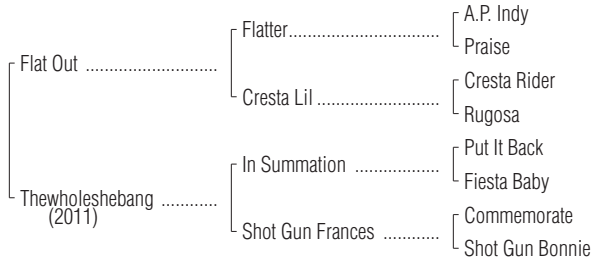 A.P. Indy
Flatter
Praise
Flat Out
Cresta Rider
Cresta Lil
Rugosa
Put It Back
In Summation
Fiesta Baby
Thewholeshebang
(2011)
Commemorate
Shot Gun Frances
Shot Gun Bonnie